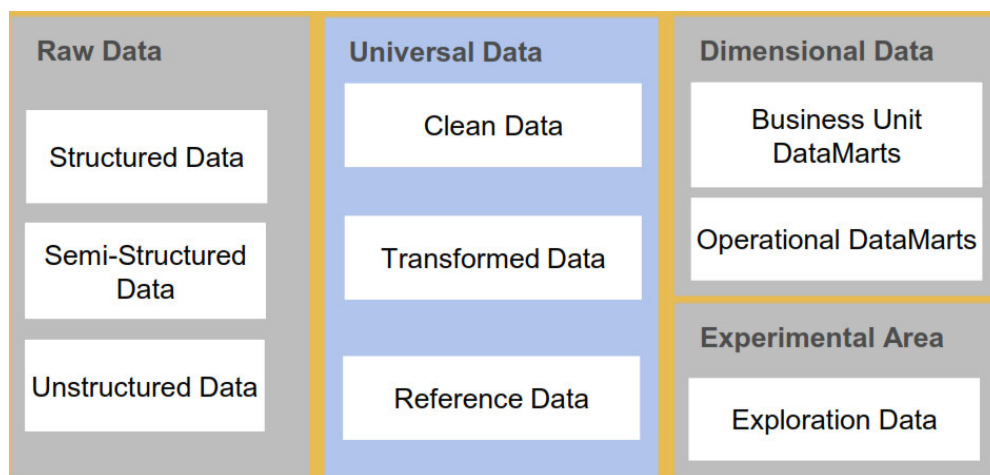 Raw Data
Structured Data
Semi-Structured
Data
Unstructured Data
Universal Data
Clean Data
Transformed Data
Reference Data
Dimensional Data
Business Unit
DataMarts
Operational DataMarts
Experimental Area
Exploration Data